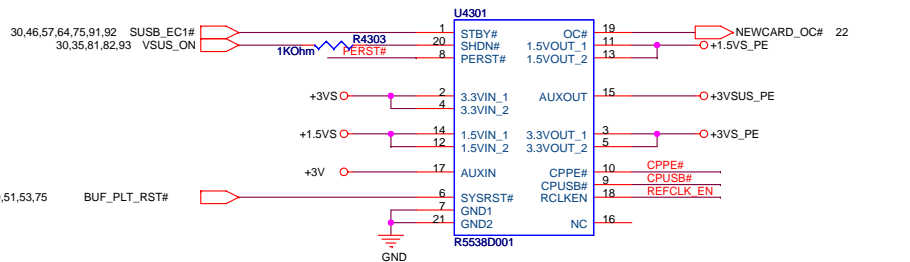 U4301
30,46,57,64,75,91,92 SUSB_EC1# 1 STBY# OC# 19 NEWCARD_OC# 22
30,35,81,82,93 VSUS_ON 1KOhm R4303 20 SHDN# 1.5VOUT_1 11 +1.5VS_PE
PERST# 8 PERST# 1.5VOUT_2 13
+3VS 2 3.3VIN_1 AUXOUT 15 +3VSUS_PE
4 3.3VIN_2
+1.5VS 14 1.5VIN_1 3.3VOUT_1 3 +3VS_PE
12 1.5VIN_2 3.3VOUT_2 5
+3V 17 AUXIN CPPE# 10 CPPE#
CPUSB# 9 CPUSB#
,51,53,75 BUF_PLT_RST# 6 SYSRST# RCLKEN 18 REFCLK_EN
7 GND1
21 GND2 NC 16
R5538D001
GND